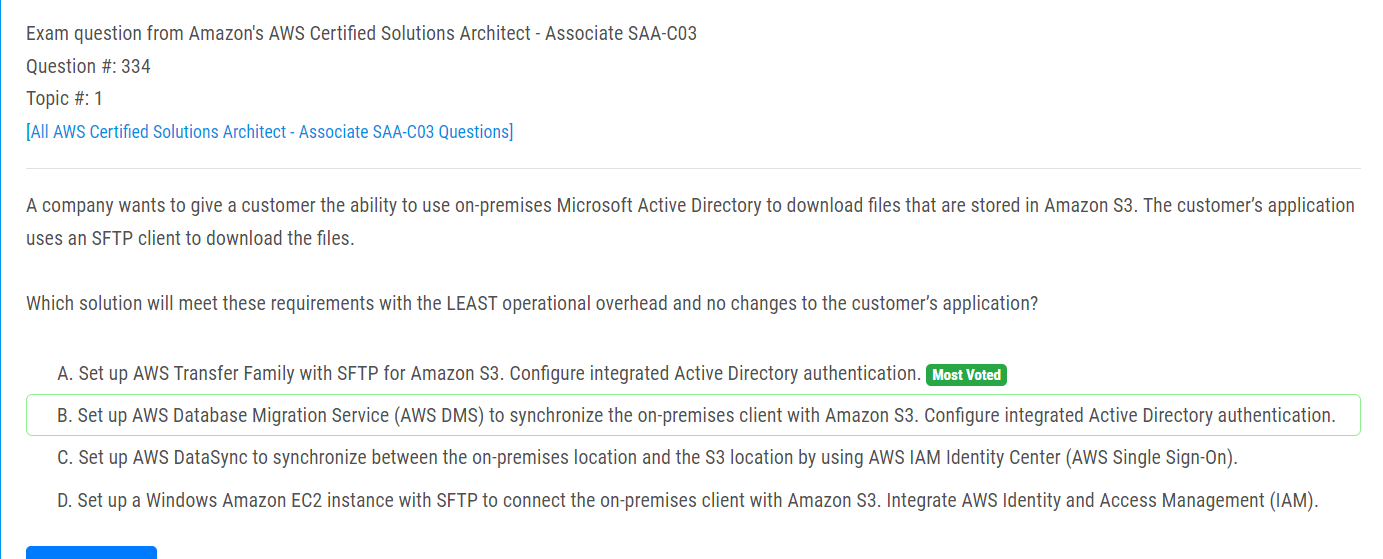 Exam question from Amazon's AWS Certified Solutions Architect - Associate SAA-C03
Question #: 334
Topic #: 1
[All AWS Certified Solutions Architect - Associate SAA-C03 Questions]
A company wants to give a customer the ability to use on-premises Microsoft Active Directory to download files that are stored in Amazon S3. The customer’s application
uses an SFTP client to download the files.
Which solution will meet these requirements with the LEAST operational overhead and no changes to the customer’s application?
A. Set up AWS Transfer Family with SFTP for Amazon S3. Configure integrated Active Directory authentication. Most Voted
B. Set up AWS Database Migration Service (AWS DMS) to synchronize the on-premises client with Amazon S3. Configure integrated Active Directory authentication.
C. Set up AWS DataSync to synchronize between the on-premises location and the S3 location by using AWS IAM Identity Center (AWS Single Sign-On).
D. Set up a Windows Amazon EC2 instance with SFTP to connect the on-premises client with Amazon S3. Integrate AWS Identity and Access Management (IAM).